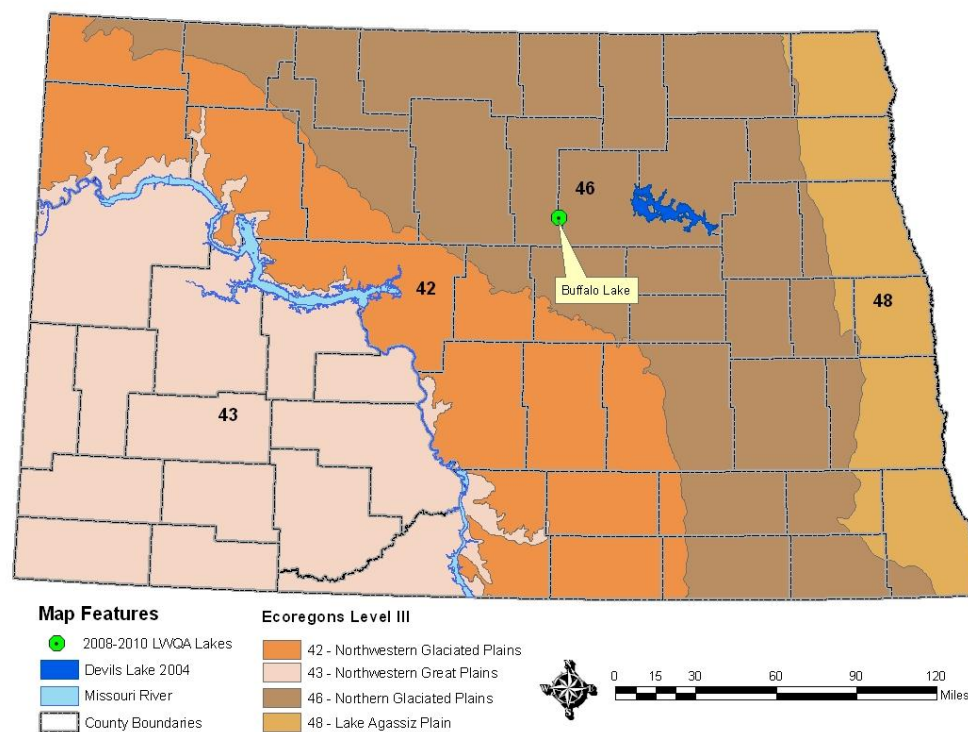 46
Buffalo Lake
42
48
43
Map Features
2008-2010 LWQA Lakes
Devils Lake 2004
Missouri River
County Boundaries
Ecoregons Level III
42 - Northwestern Glaciated Plains
43 - Northwestern Great Plains
46 - Northern Glaciated Plains
48 - Lake Agassiz Plain
N
S
0 15 30 60 90 120
Miles